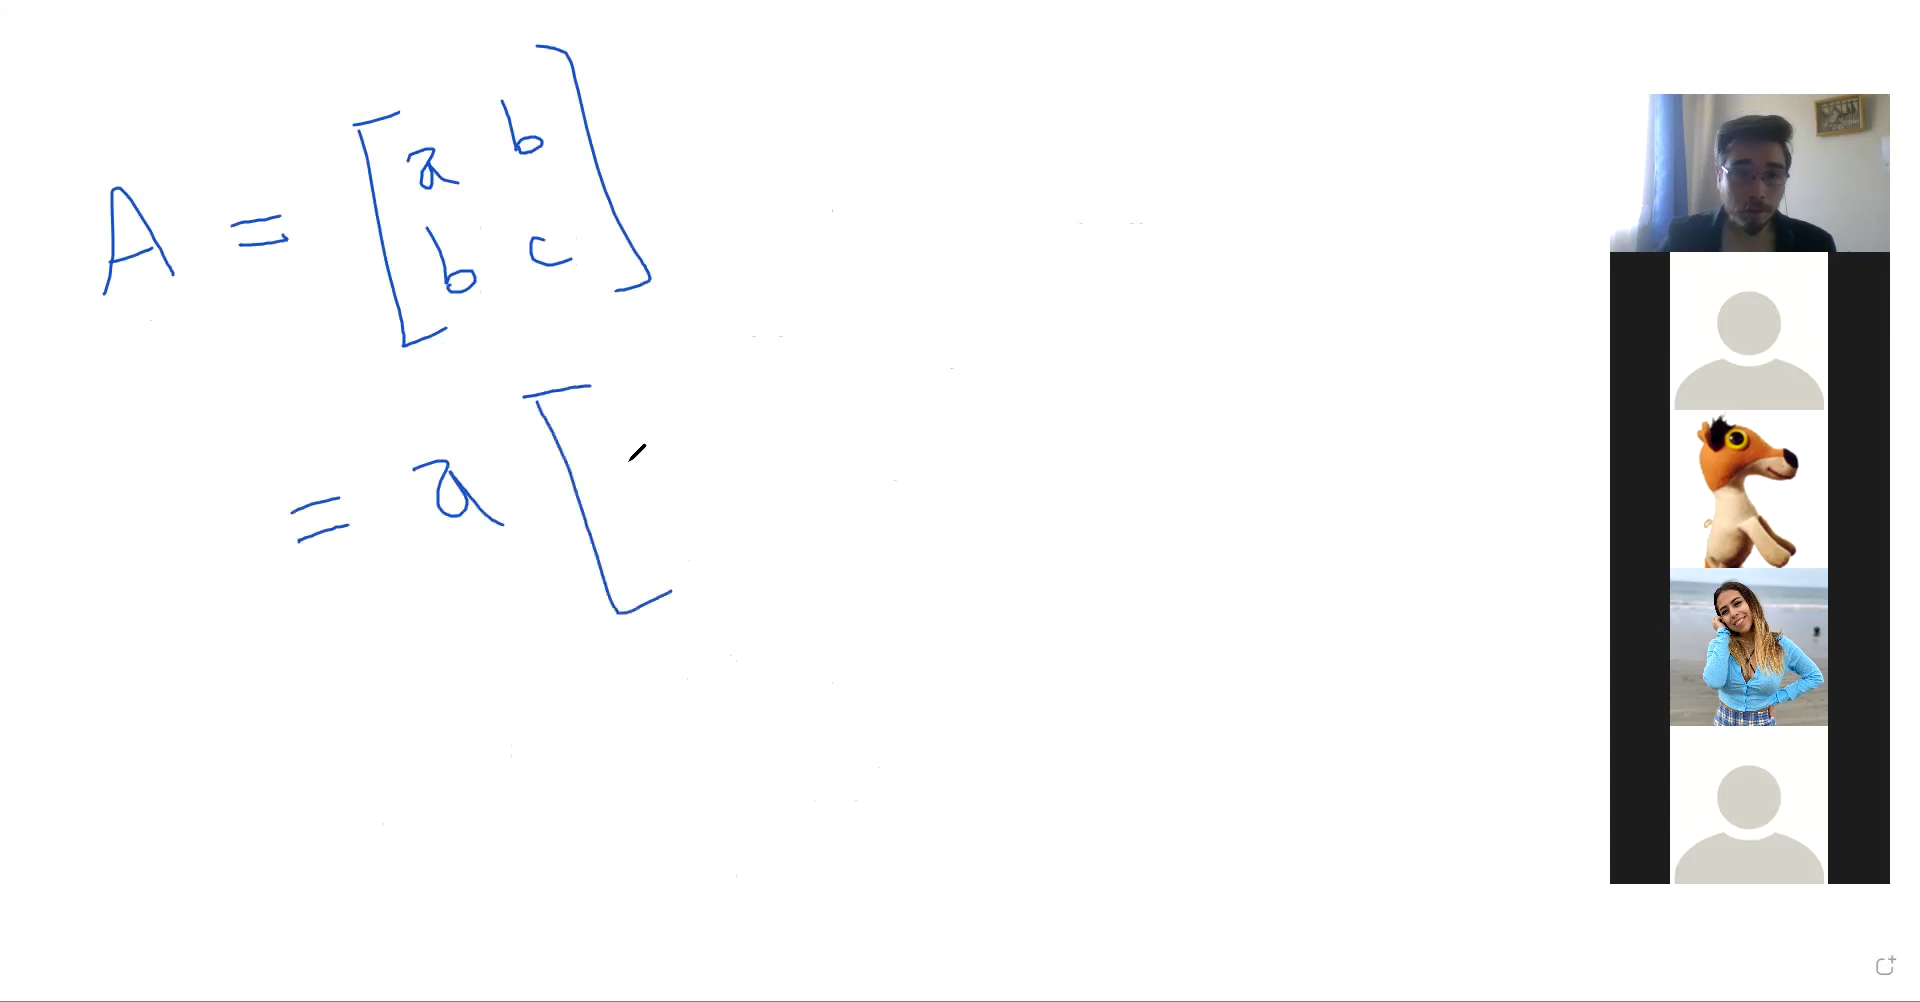 A = [a b
b c]
= a [